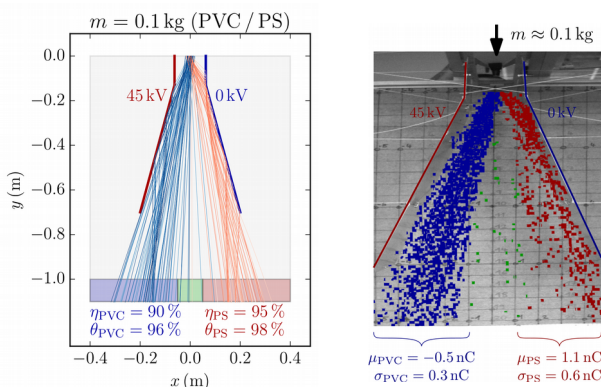 m = 0.1 kg (PVC / PS)
45 kV
0 kV
0.0
−0.2
−0.4
−0.6
−0.8
−1.0
y (m)
η_PVC = 90 %
θ_PVC = 96 %
η_PS = 95 %
θ_PS = 98 %
−0.4 −0.2 0.0 0.2 0.4
x (m)
m ≈ 0.1 kg
45 kV
0 kV
μ_PVC = −0.5 nC
σ_PVC = 0.3 nC
μ_PS = 1.1 nC
σ_PS = 0.6 nC